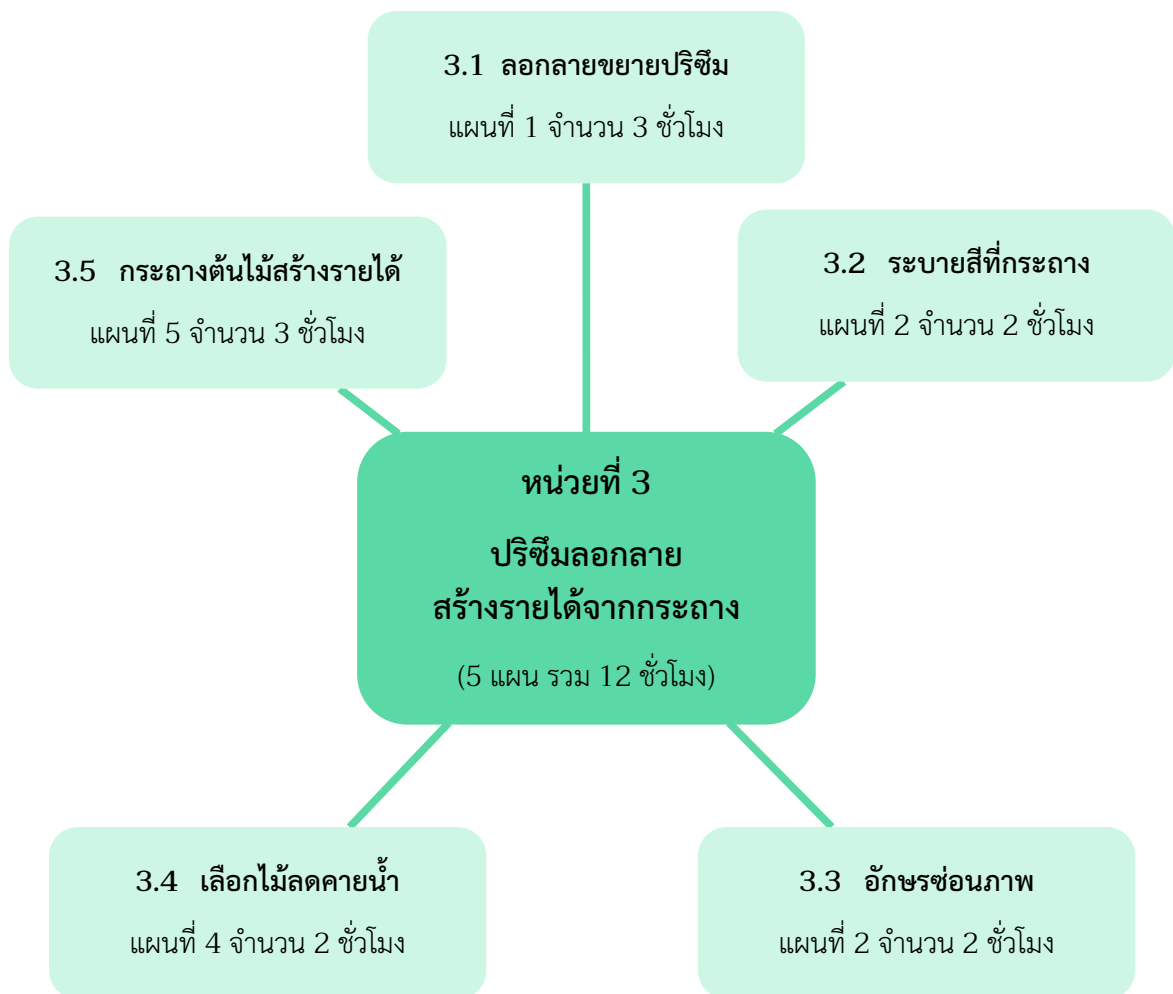 3.1 ลอกลายขยายปริซึม
แผนที่ 1 จำนวน 3 ชั่วโมง
3.5 กระถางต้นไม้สร้างรายได้
แผนที่ 5 จำนวน 3 ชั่วโมง
3.2 ระบายสีที่กระถาง
แผนที่ 2 จำนวน 2 ชั่วโมง
หน่วยที่ 3
ปริซึมลอกลาย
สร้างรายได้จากกระถาง
(5 แผน รวม 12 ชั่วโมง)
3.4 เลือกไม้ลดคายน้ำ
แผนที่ 4 จำนวน 2 ชั่วโมง
3.3 อักษรซ่อนภาพ
แผนที่ 2 จำนวน 2 ชั่วโมง